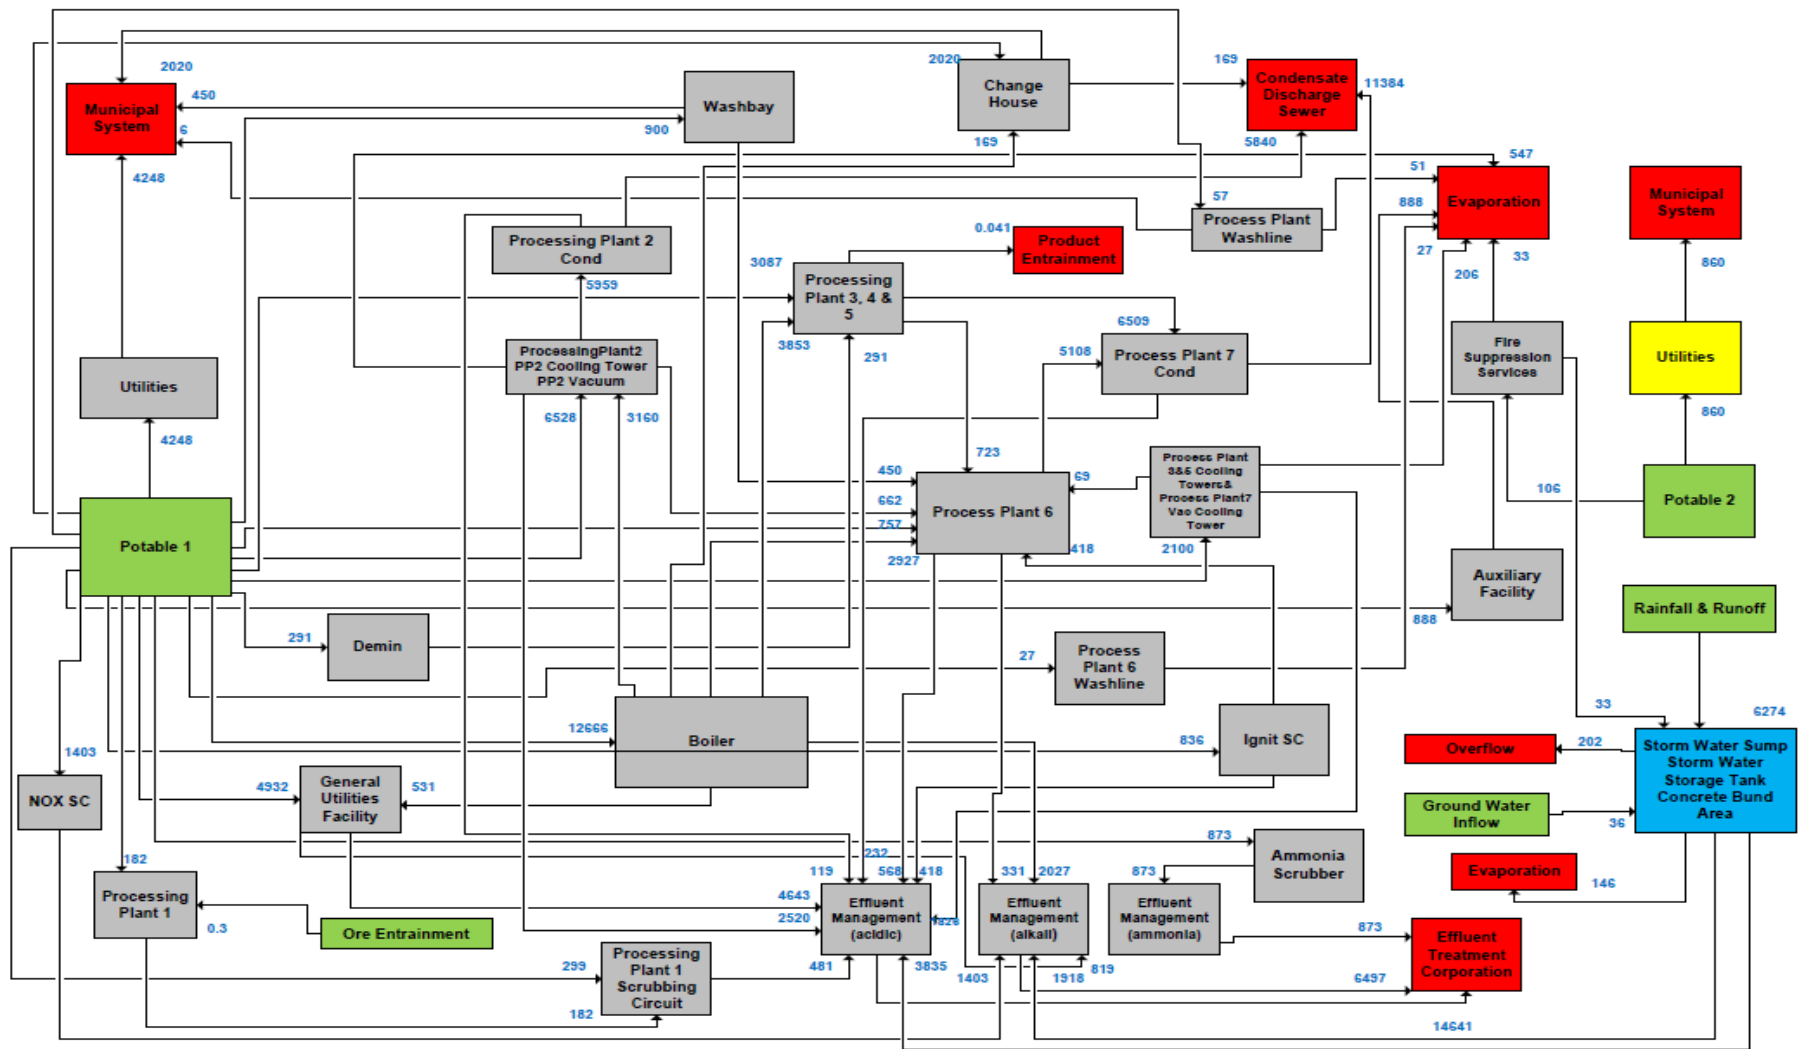 2020
2020
169
11384
Change
House
Condensate
Discharge
Sewer
Municipal
System
450
Washbay
6
900
169
5840
547
51
4248
57
888
Evaporation
Municipal
System
Process Plant
Washline
0.041
Product
Entrainment
Processing Plant 2
Cond
3087
27
206
33
860
5959
Processing
Plant 3, 4 &
5
6509
3853
291
5108
Process Plant 7
Cond
Fire
Suppression
Services
Utilities
ProcessingPlant2
PP2 Cooling Tower
PP2 Vacuum
Utilities
6528
3160
860
4248
723
450
69
Process Plant
3&5 Cooling
Towers&
Process Plant7
Vac Cooling
Tower
106
Potable 2
662
Process Plant 6
757
Potable 1
2927
418
2100
Auxiliary
Facility
888
Rainfall & Runoff
291
Demin
27
Process
Plant 6
Washline
33
6274
12666
Boiler
836
Ignit SC
Overflow
202
Storm Water Sump
Storm Water
Storage Tank
Concrete Bund
Area
1403
NOX SC
4932
General
Utilities
Facility
531
Ground Water
Inflow
36
873
182
232
Ammonia
Scrubber
119
568
418
331
2027
873
Evaporation
146
Processing
Plant 1
0.3
Ore Entrainment
4643
2520
Effluent
Management
(acidic)
Effluent
Management
(alkali)
Effluent
Management
(ammonia)
873
Effluent
Treatment
Corporation
299
Processing
Plant 1
Scrubbing
Circuit
481
3835
1403
1918
819
6497
182
14641